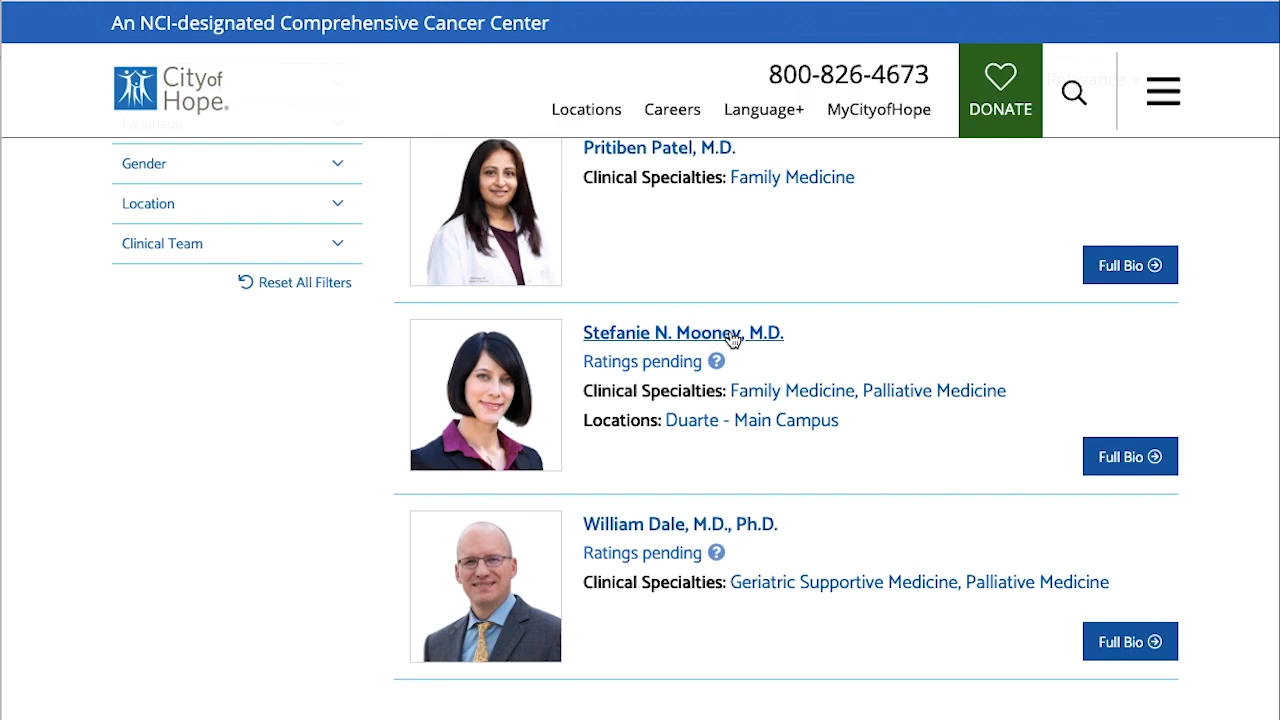 An NCI-designated Comprehensive Cancer Center
City of
Hope®
800-826-4673
Locations Careers Language+ MyCityofHope
DONATE
Relevance
Language
Gender
Location
Clinical Team
Reset All Filters
Pritiben Patel, M.D.
Clinical Specialties: Family Medicine
Full Bio
Stefanie N. Mooney, M.D.
Ratings pending ?
Clinical Specialties: Family Medicine, Palliative Medicine
Locations: Duarte - Main Campus
Full Bio
William Dale, M.D., Ph.D.
Ratings pending ?
Clinical Specialties: Geriatric Supportive Medicine, Palliative Medicine
Full Bio